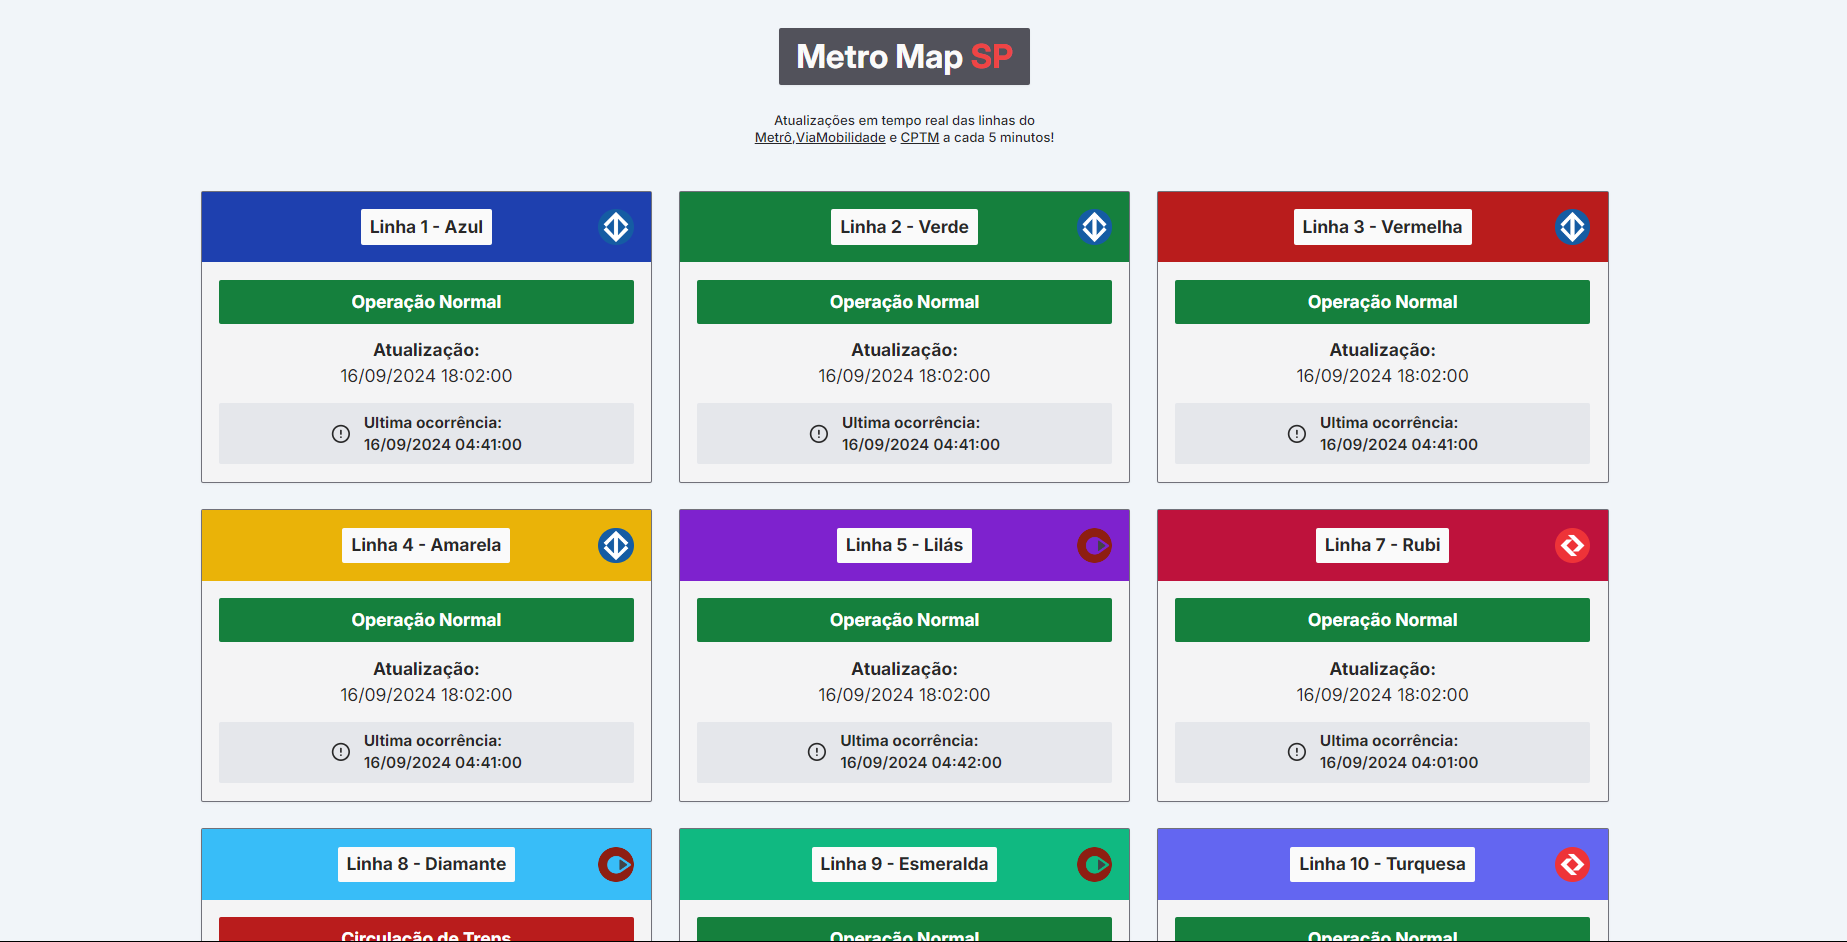 Metro Map SP
Atualizações em tempo real das linhas do
Metrô,ViaMobilidade e CPTM a cada 5 minutos!
Linha 1 - Azul
Operação Normal
Atualização:
16/09/2024 18:02:00
Ultima ocorrência:
16/09/2024 04:41:00
Linha 2 - Verde
Operação Normal
Atualização:
16/09/2024 18:02:00
Ultima ocorrência:
16/09/2024 04:41:00
Linha 3 - Vermelha
Operação Normal
Atualização:
16/09/2024 18:02:00
Ultima ocorrência:
16/09/2024 04:41:00
Linha 4 - Amarela
Operação Normal
Atualização:
16/09/2024 18:02:00
Ultima ocorrência:
16/09/2024 04:41:00
Linha 5 - Lilás
Operação Normal
Atualização:
16/09/2024 18:02:00
Ultima ocorrência:
16/09/2024 04:42:00
Linha 7 - Rubi
Operação Normal
Atualização:
16/09/2024 18:02:00
Ultima ocorrência:
16/09/2024 04:01:00
Linha 8 - Diamante
Circulação de Trens
Linha 9 - Esmeralda
Operação Normal
Linha 10 - Turquesa
Operação Normal